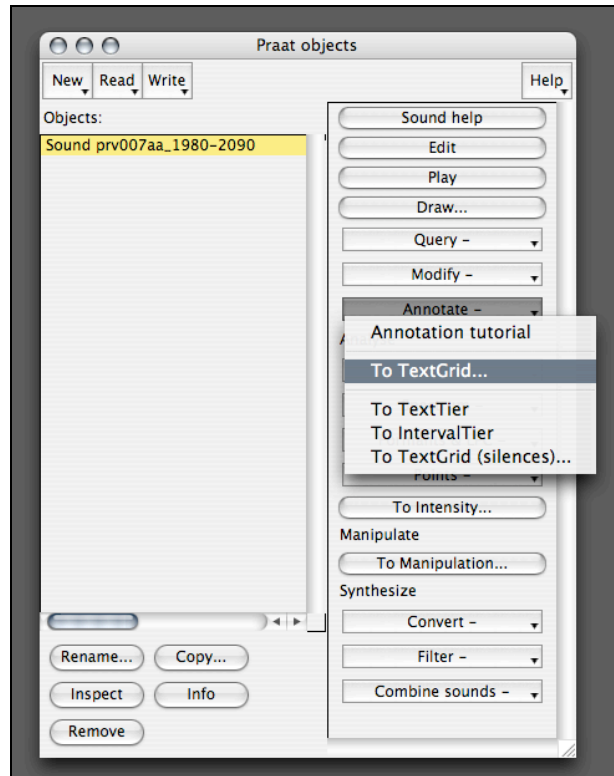 Praat objects
New Read Write Help
Objects:
Sound prv007aa_1980-2090
Sound help
Edit
Play
Draw...
Query -
Modify -
Annotate -
Annotation tutorial
To TextGrid...
To TextTier
To IntervalTier
To TextGrid (silences)...
Points -
To Intensity...
Manipulate
To Manipulation...
Synthesize
Convert -
Filter -
Combine sounds -
Rename... Copy...
Inspect Info
Remove